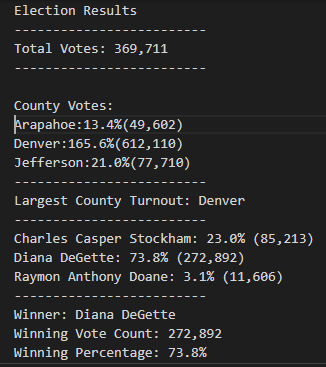 Election Results
-------------------------
Total Votes: 369,711
-------------------------
County Votes:
Arapahoe:13.4%(49,602)
Denver:165.6%(612,110)
Jefferson:21.0%(77,710)
-------------------------
Largest County Turnout: Denver
-------------------------
Charles Casper Stockham: 23.0% (85,213)
Diana DeGette: 73.8% (272,892)
Raymon Anthony Doane: 3.1% (11,606)
-------------------------
Winner: Diana DeGette
Winning Vote Count: 272,892
Winning Percentage: 73.8%